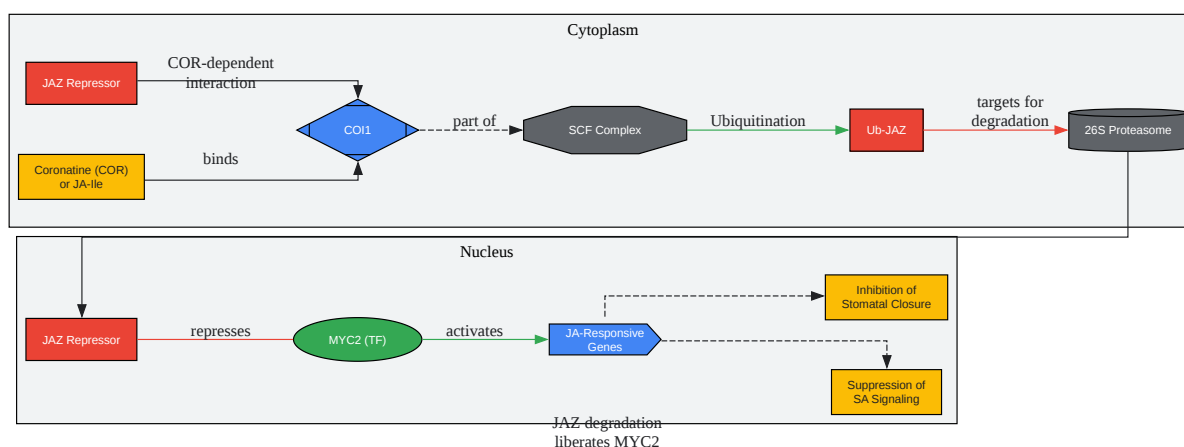 Cytoplasm
JAZ Repressor
COR-dependent
interaction
COI1
part of
SCF Complex
Ubiquitination
Ub-JAZ
targets for
degradation
26S Proteasome
Coronatine (COR)
or JA-Ile
binds
Nucleus
JAZ Repressor
represses
MYC2 (TF)
activates
JA-Responsive
Genes
Inhibition of
Stomatal Closure
Suppression of
SA Signaling
JAZ degradation
liberates MYC2